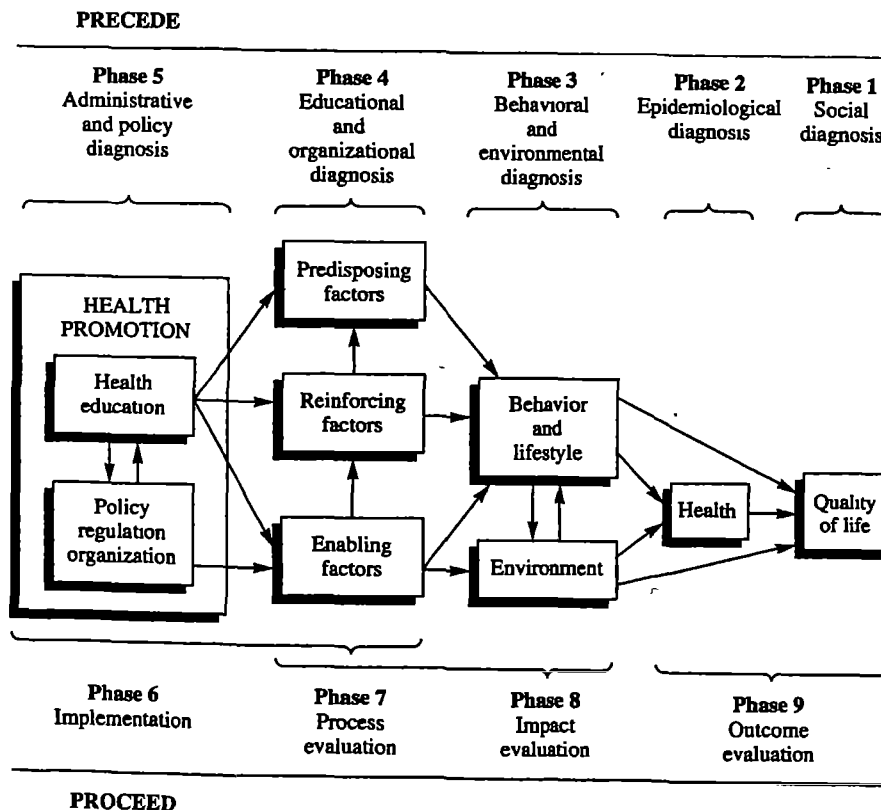 PRECEDE
Phase 5
Administrative
and policy
diagnosis
Phase 4
Educational
and
organizational
diagnosis
Phase 3
Behavioral
and
environmental
diagnosis
Phase 2
Epidemiological
diagnosis
Phase 1
Social
diagnosis
HEALTH
PROMOTION
Health
education
Policy
regulation
organization
Predisposing
factors
Reinforcing
factors
Enabling
factors
Behavior
and
lifestyle
Environment
Health
Quality
of life
Phase 6
Implementation
Phase 7
Process
evaluation
Phase 8
Impact
evaluation
Phase 9
Outcome
evaluation
PROCEED